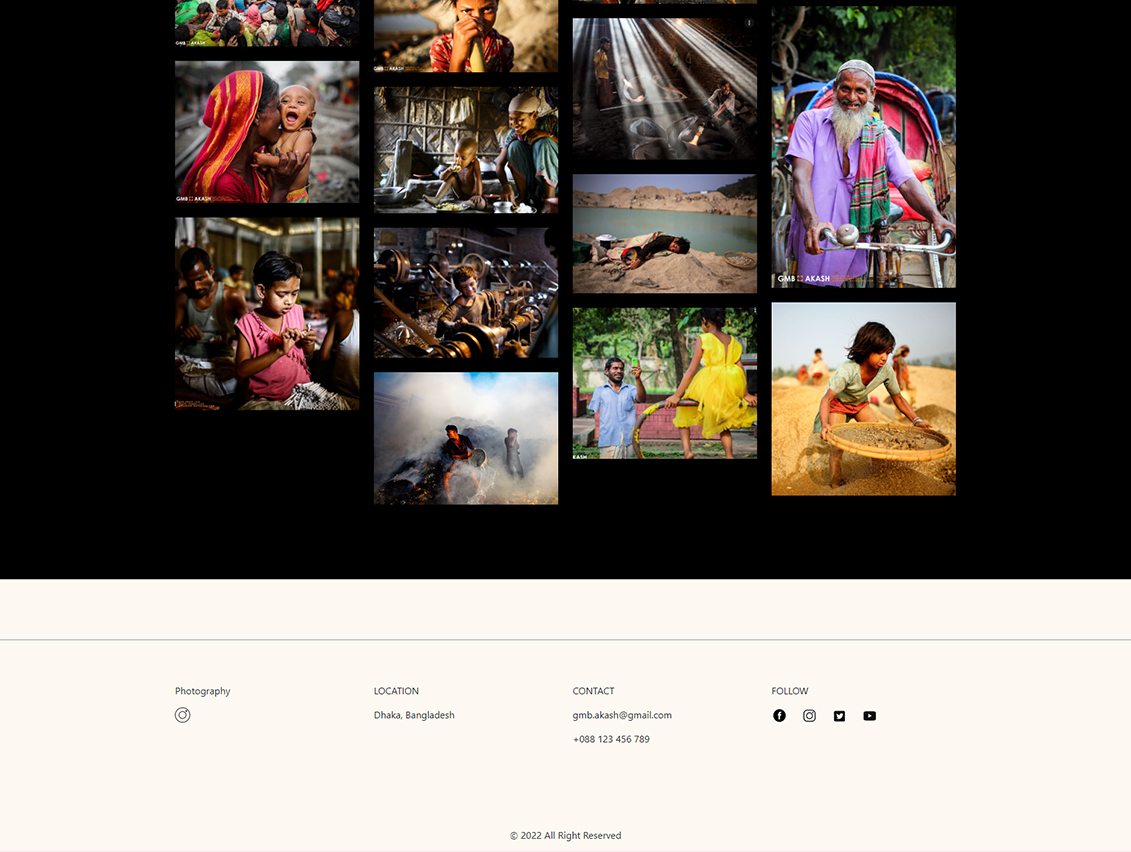 GMB AKASH
GMB AKASH
GMB AKASH
GMB AKASH
KASH
Photography
LOCATION
Dhaka, Bangladesh
CONTACT
gmb.akash@gmail.com
+088 123 456 789
FOLLOW
© 2022 All Right Reserved